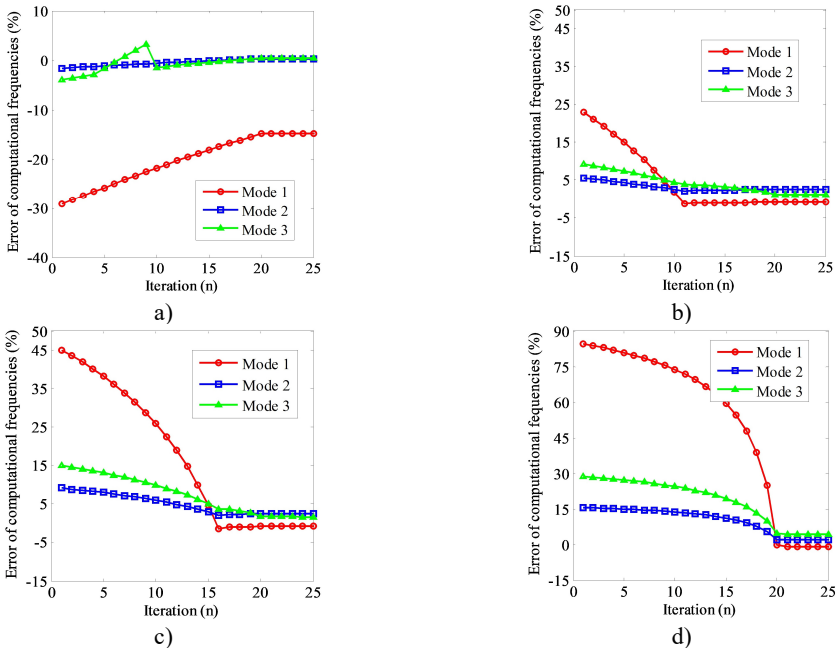 Error of computational frequencies (%)
10
0
-10
-20
-30
-40
Mode 1
Mode 2
Mode 3
0 5 10 15 20 25
Iteration (n)
a)
Error of computational frequencies (%)
50
45
35
25
15
5
-5
-15
Mode 1
Mode 2
Mode 3
0 5 10 15 20 25
Iteration (n)
b)
Error of computational frequencies (%)
50
45
35
25
15
5
-5
-15
Mode 1
Mode 2
Mode 3
0 5 10 15 20 25
Iteration (n)
c)
Error of computational fequencies (%)
90
75
60
45
30
15
0
-15
Mode 1
Mode 2
Mode 3
0 5 10 15 20 25
Iteration (n)
d)